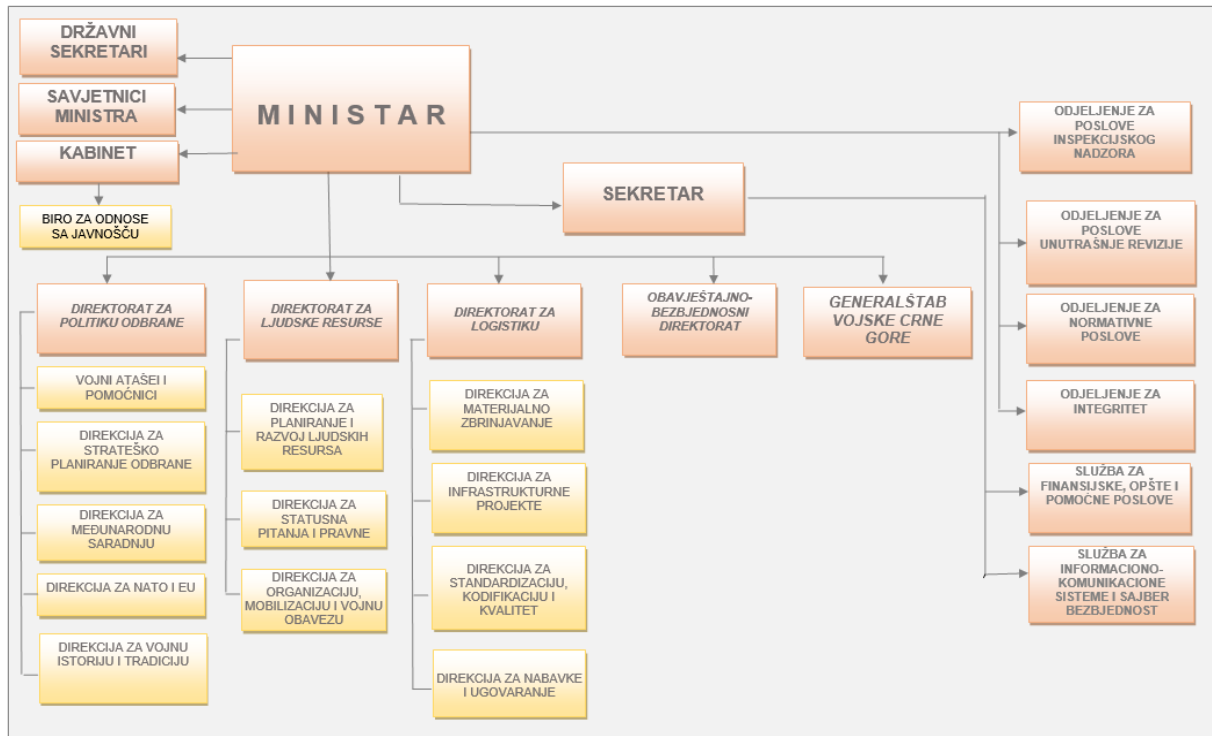 DRŽAVNI
SEKRETARI
SAVJETNICI
MINISTRA
KABINET
BIRO ZA ODNOSE
SA JAVNOŠČU
MINISTAR
SEKRETAR
ODJELJENJE ZA
POSLOVE
INSPEKCIJSKOG
NADZORA
ODJELJENJE ZA
POSLOVE
UNUTRAŠNJE REVIZIJE
ODJELJENJE ZA
NORMATIVNE
POSLOVE
ODJELJENJE ZA
INTEGRITET
SLUŽBA ZA
FINANSIJSKE, OPŠTE I
POMOĆNE POSLOVE
SLUŽBA ZA
INFORMACIONO-
KOMUNIKACIONE
SISTEME I SAJBER
BEZBJEDNOST
DIREKTORAT ZA
POLITIKU ODBRANE
VOJNI ATAŠEI I
POMOĆNICI
DIREKCIJA ZA
STRATEŠKO
PLANIRANJE ODBRANE
DIREKCIJA ZA
MEĐUNARODNU
SARADNJU
DIREKCIJA ZA NATO I EU
DIREKCIJA ZA VOJNU
ISTORIJU I TRADICIJU
DIREKTORAT ZA
LJUDSKE RESURSE
DIREKCIJA ZA
PLANIRANJE I
RAZVOJ LJUDSKIH
RESURSA
DIREKCIJA ZA
STATUSNA
PITANJA I PRAVNE
DIREKCIJA ZA
ORGANIZACIJU,
MOBILIZACIJU I VOJNU
OBAVEZU
DIREKTORAT ZA
LOGISTIKU
DIREKCIJA ZA
MATERIJALNO
ZBRINJAVANJE
DIREKCIJA ZA
INFRASTRUKTURNE
PROJEKTE
DIREKCIJA ZA
STANDARDIZACIJU,
KODIFIKACIJU I
KVALITET
DIREKCIJA ZA NABAVKE
I UGOVARANJE
OBAVJEŠTAJNO-
BEZBJEDNOSNI
DIREKTORAT
GENERALŠTAB
VOJSKE CRNE
GORE